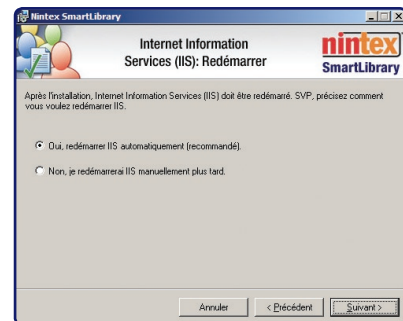 Nintex SmartLibrary
Internet Information
Services (IIS): Redémarrer
nintex
SmartLibrary
Après l'installation, Internet Information Services (IIS) doit être redémarré. SVP, précisez comment
vous voulez redémarrer IIS.
Oui, redémarrer IIS automatiquement (recommandé).
Non, je redémarrerai IIS manuellement plus tard.
Annuler
< Précédent
Suivant >